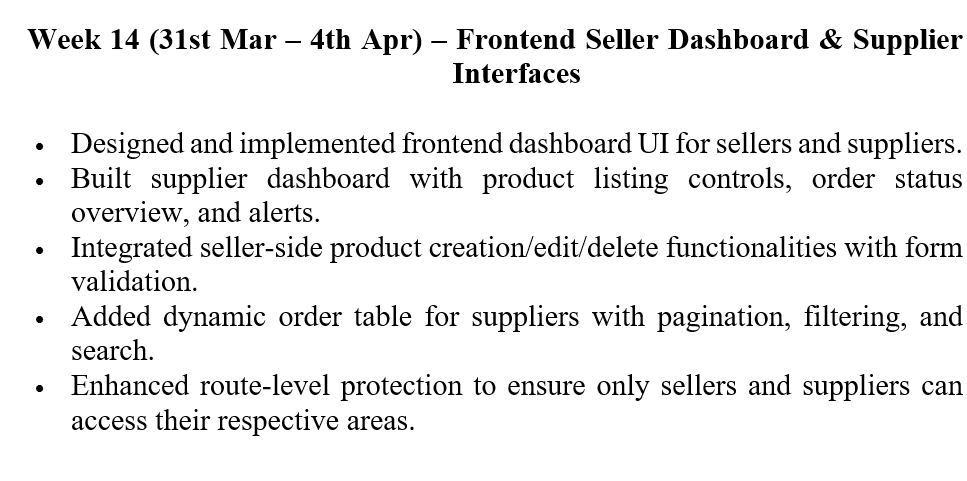 Week 14 (31st Mar – 4th Apr) – Frontend Seller Dashboard & Supplier
Interfaces
• Designed and implemented frontend dashboard UI for sellers and suppliers.
• Built supplier dashboard with product listing controls, order status
overview, and alerts.
• Integrated seller-side product creation/edit/delete functionalities with form
validation.
• Added dynamic order table for suppliers with pagination, filtering, and
search.
• Enhanced route-level protection to ensure only sellers and suppliers can
access their respective areas.